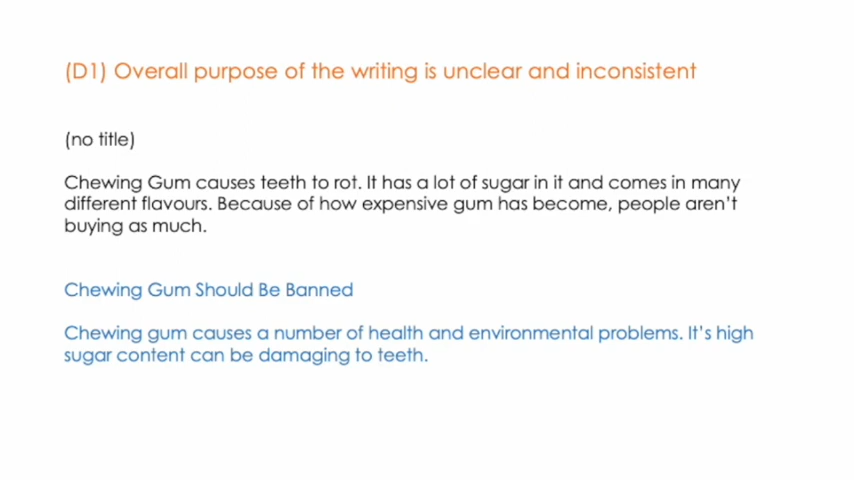 (D1) Overall purpose of the writing is unclear and inconsistent
(no title)
Chewing Gum causes teeth to rot. It has a lot of sugar in it and comes in many
different flavours. Because of how expensive gum has become, people aren't
buying as much.
Chewing Gum Should Be Banned
Chewing gum causes a number of health and environmental problems. It's high
sugar content can be damaging to teeth.